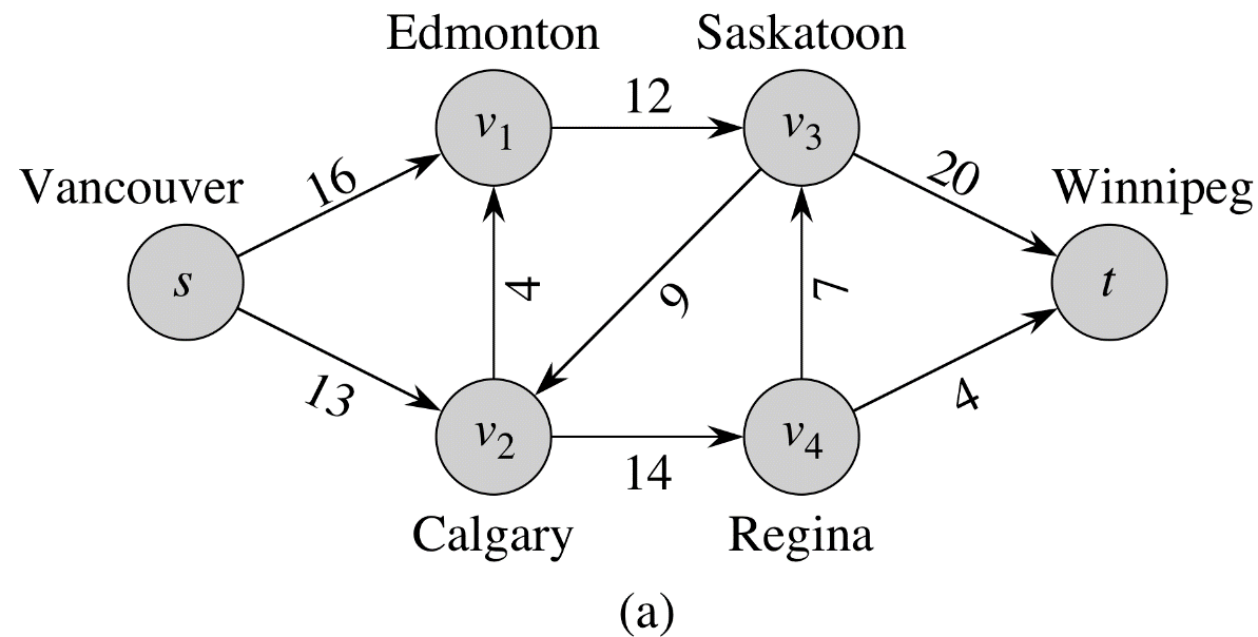 Edmonton Saskatoon
12
v1 v3
16 20
Vancouver Winnipeg
s 4 9 7 t
13 4
v2 v4
14
Calgary Regina
(a)